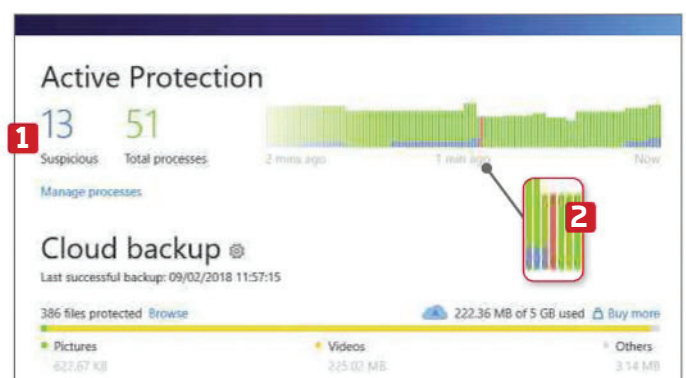 Active Protection
1
13 51
Suspicious Total processes
2 mins ago 1 min ago Now
Manage processes
2
Cloud backup
Last successful backup: 09/02/2018 11:57:15
386 files protected Browse 222.36 MB of 5 GB used Buy more
Pictures Videos Others
622.67 KB 225.02 MB 3.14 MB